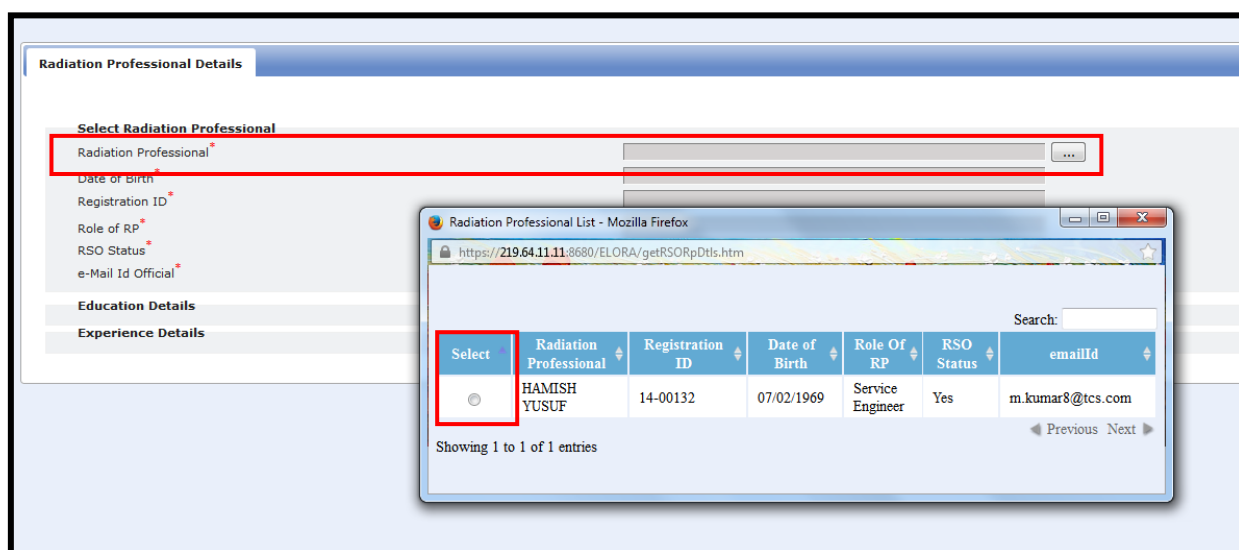 Radiation Professional Details
Select Radiation Professional
Radiation Professional*
...
Date of Birth*
Registration ID*
Role of RP*
RSO Status*
e-Mail Id Official*
Education Details
Experience Details
Radiation Professional List - Mozilla Firefox
https://219.64.11.11:8680/ELORA/getRSORpDtls.htm
Search:
Select Radiation Professional Registration ID Date of Birth Role Of RP RSO Status emailId
HAMISH YUSUF 14-00132 07/02/1969 Service Engineer Yes m.kumar8@tcs.com
Previous Next
Showing 1 to 1 of 1 entries